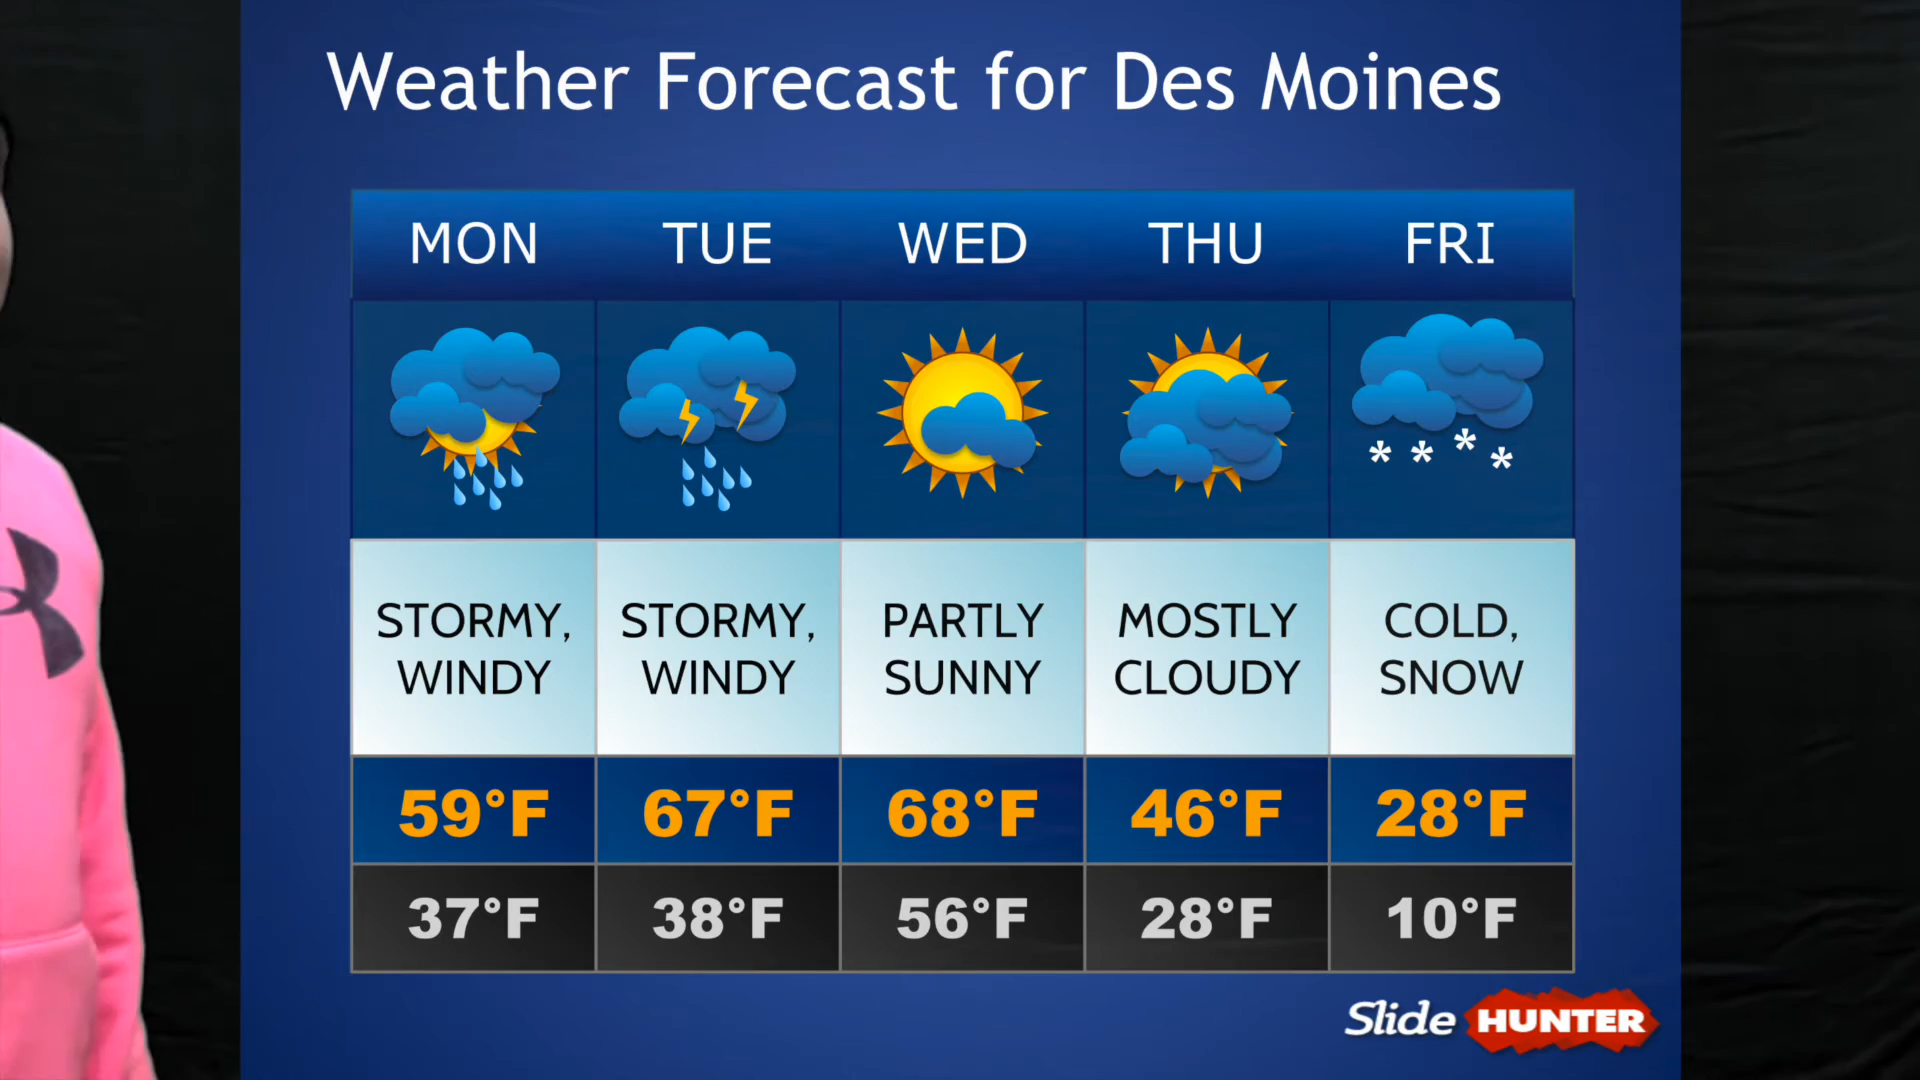 Weather Forecast for Des Moines
MON TUE WED THU FRI
* * * *
STORMY, STORMY, PARTLY MOSTLY COLD,
WINDY WINDY SUNNY CLOUDY SNOW
59°F 67°F 68°F 46°F 28°F
37°F 38°F 56°F 28°F 10°F
Slide HUNTER